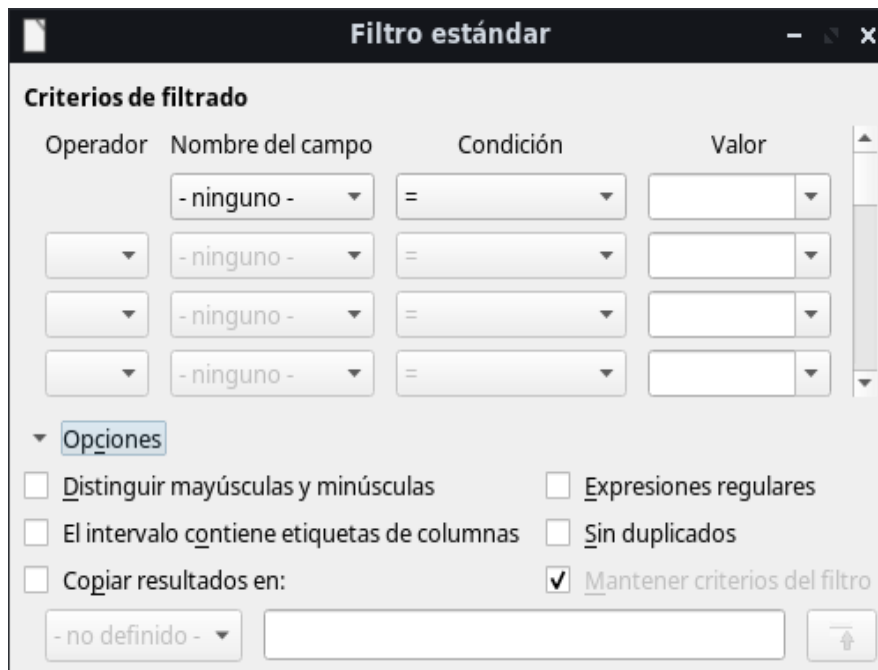 Filtro estándar
Criterios de filtrado
Operador Nombre del campo Condición Valor
- ninguno - =
- ninguno - =
- ninguno - =
- ninguno - =
Opciones
Distinguir mayúsculas y minúsculas Expresiones regulares
El intervalo contiene etiquetas de columnas Sin duplicados
Copiar resultados en: Mantener criterios del filtro
- no definido -